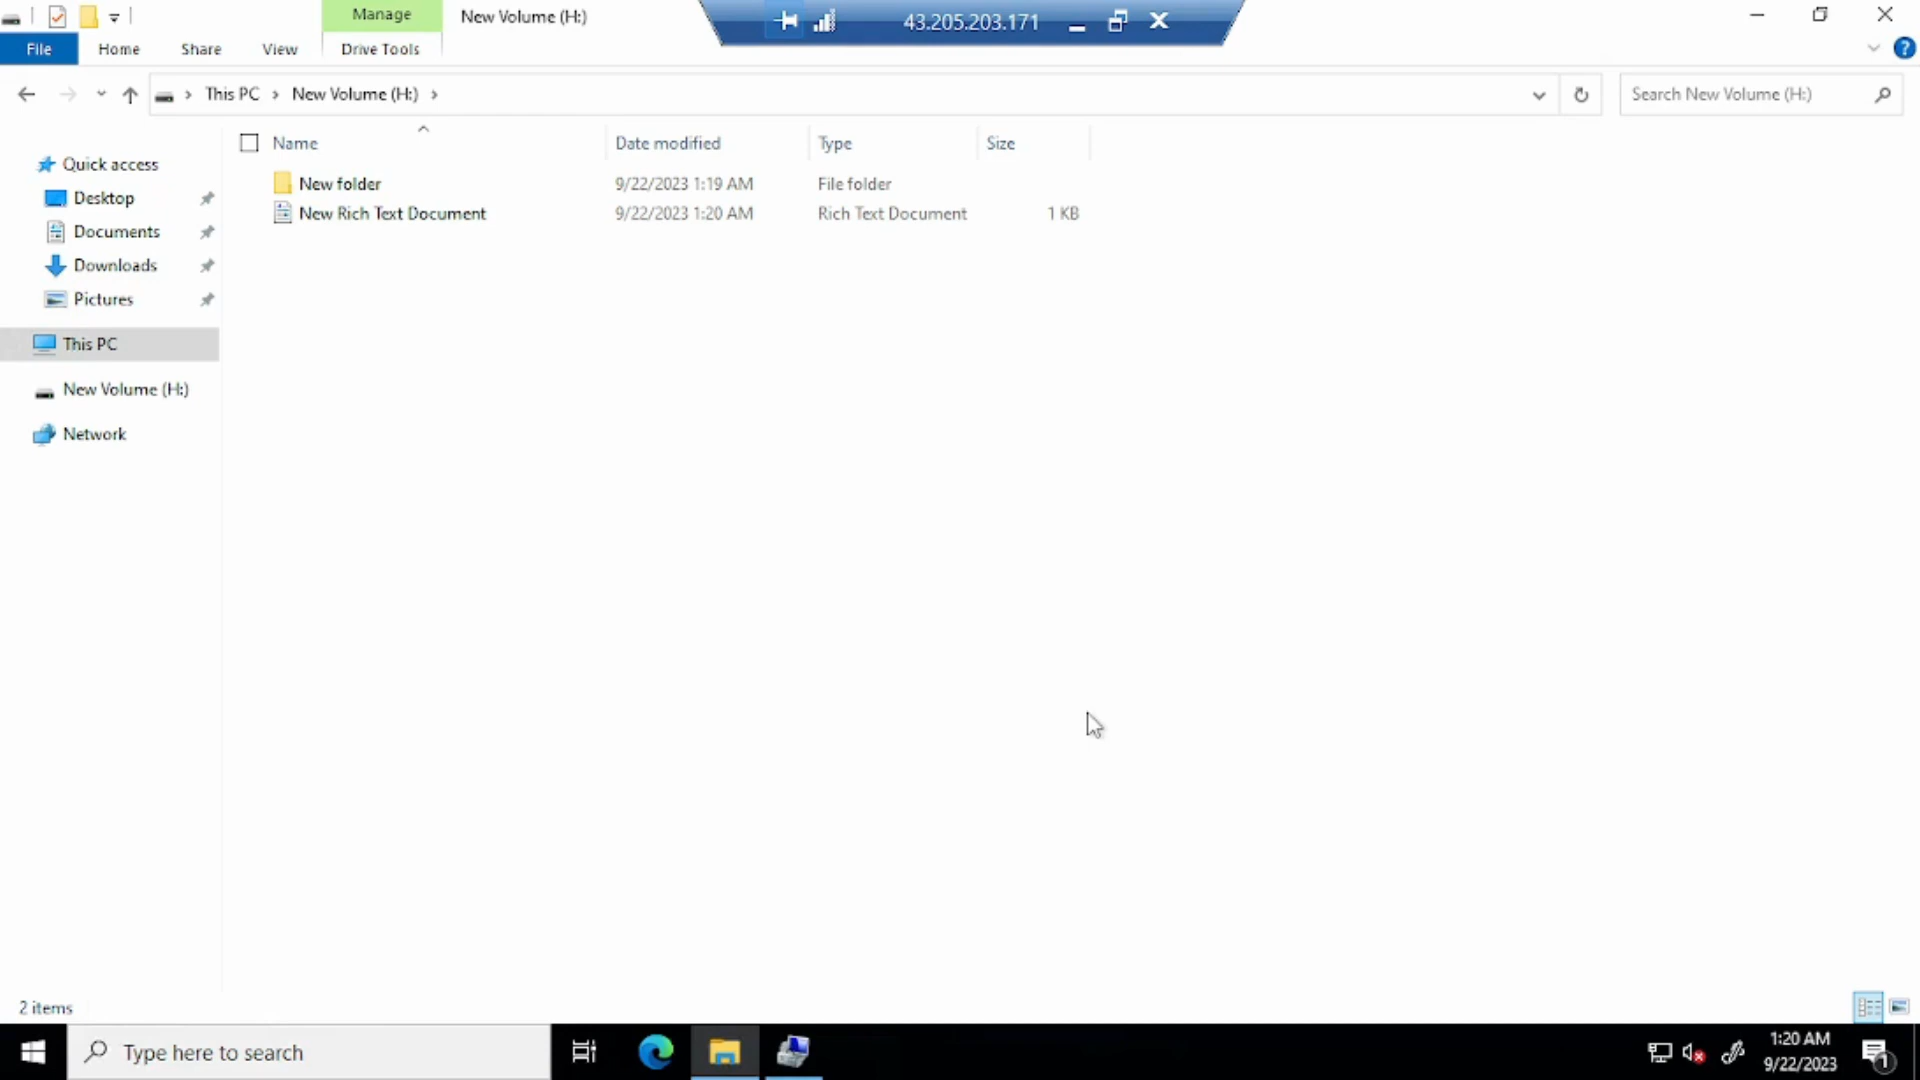 Manage
New Volume (H:)
43.205.203.171
File
Home
Share
View
Drive Tools
This PC
New Volume (H:)
Search New Volume (H:)
Name
Date modified
Type
Size
Quick access
Desktop
Documents
Downloads
Pictures
This PC
New Volume (H:)
Network
New folder
9/22/2023 1:19 AM
File folder
New Rich Text Document
9/22/2023 1:20 AM
Rich Text Document
1 KB
2 items
Type here to search
1:20 AM
9/22/2023
1